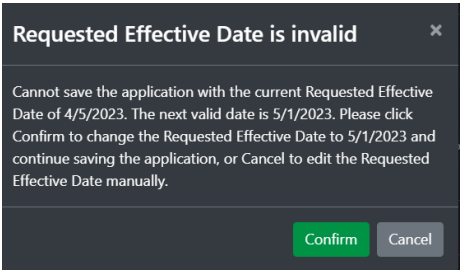 Requested Effective Date is invalid ×
Cannot save the application with the current Requested Effective
Date of 4/5/2023. The next valid date is 5/1/2023. Please click
Confirm to change the Requested Effective Date to 5/1/2023 and
continue saving the application, or Cancel to edit the Requested
Effective Date manually.
Confirm Cancel